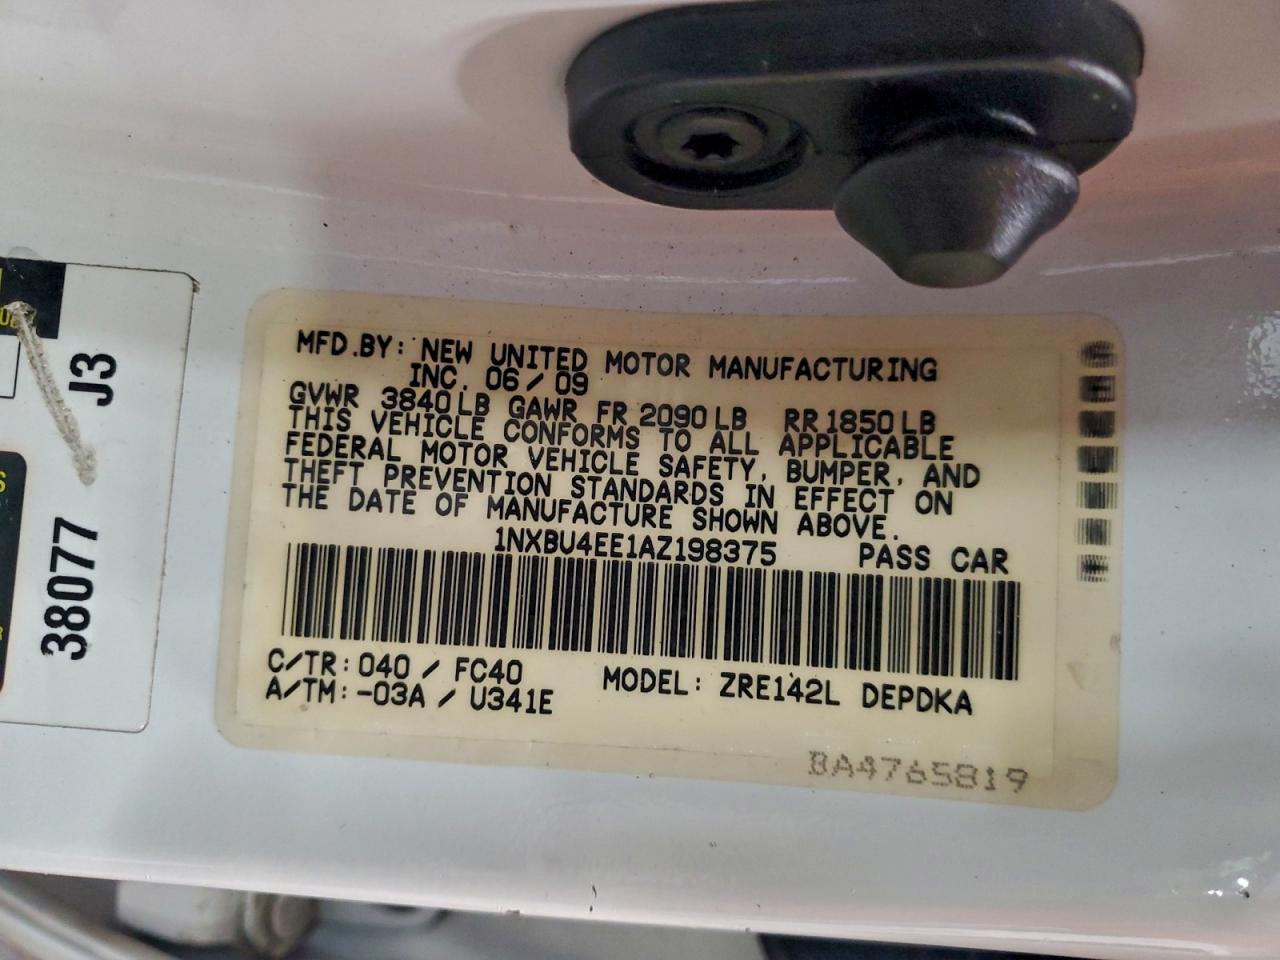 MFD.BY: NEW UNITED MOTOR MANUFACTURING
INC. 06/09
GVWR 3840LB GAWR FR 2090LB RR 1850LB
THIS VEHICLE CONFORMS TO ALL APPLICABLE
FEDERAL MOTOR VEHICLE SAFETY, BUMPER, AND
THEFT PREVENTION STANDARDS IN EFFECT ON
THE DATE OF MANUFACTURE SHOWN ABOVE.
1NXBU4EE1AZ198375 PASS CAR
C/TR: 040 / FC40 MODEL: ZRE142L DEPDKA
A/TM: -03A / U341E
BA4765819
J3
38077